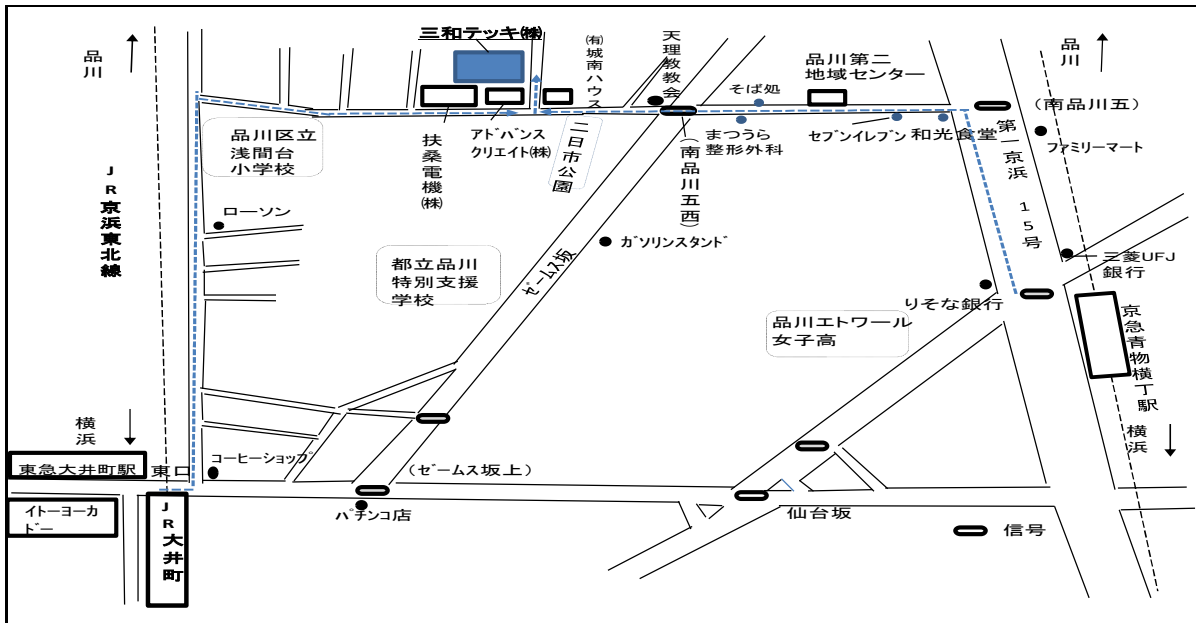 三和テッキ㈱
品川
㈲城南ハウス
天理教教会
品川第二
地域センター
そば処
品川
(南品川五)
品川区立
浅間台
小学校
扶桑電機㈱
ｱﾄﾞﾊﾞﾝｽ
ｸﾘｴｲﾄ㈱
二日市公園
(南品川五西)
まつうら
整形外科
ｾﾌﾞﾝｲﾚﾌﾞﾝ
和光食堂
第一京浜 15号
ﾌｧﾐﾘｰﾏｰﾄ
JR京浜東北線
ローソン
都立品川
特別支援
学校
ｾﾞｰﾑｽ坂
ｶﾞｿﾘﾝｽﾀﾝﾄﾞ
三菱UFJ
銀行
りそな銀行
品川エトワール
女子高
京急青物横丁駅
横浜
横浜
東急大井町駅
東口
ｺｰﾋｰｼｮｯﾌﾟ
(ｾﾞｰﾑｽ坂上)
イトーヨーカ
ドー
JR大井町
ﾊﾟﾁﾝｺ店
仙台坂
信号